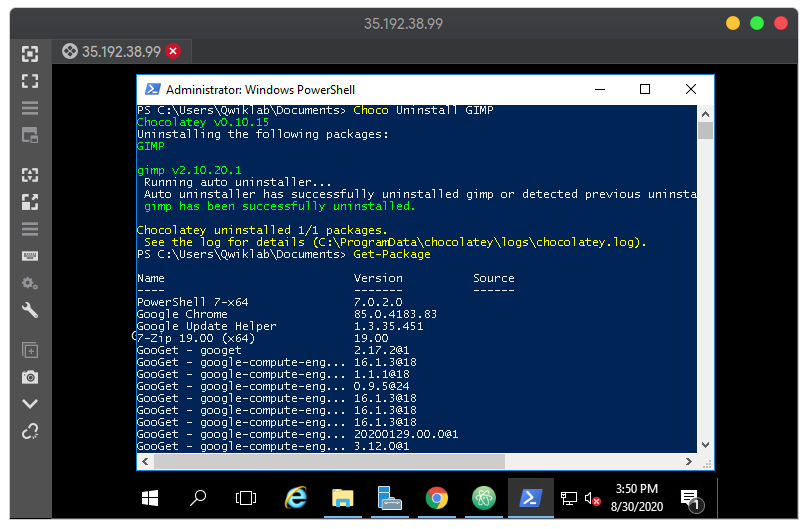 35.192.38.99
35.192.38.99
Administrator: Windows PowerShell
PS C:\Users\Qwiklab\Documents> Choco Uninstall GIMP
Chocolatey v0.10.15
Uninstalling the following packages:
GIMP
gimp v2.10.20.1
Running auto uninstaller...
Auto uninstaller has successfully uninstalled gimp or detected previous uninsta
gimp has been successfully uninstalled.
Chocolatey uninstalled 1/1 packages.
See the log for details (C:\ProgramData\chocolatey\logs\chocolatey.log).
PS C:\Users\Qwiklab\Documents> Get-Package
Name Version Source
---- ------- ------
PowerShell 7-x64 7.0.2.0
Google Chrome 85.0.4183.83
Google Update Helper 1.3.35.451
7-Zip 19.00 (x64) 19.00
GooGet - googet 2.17.2@1
GooGet - google-compute-eng... 16.1.3@18
GooGet - google-compute-eng... 1.1.1@18
GooGet - google-compute-eng... 0.9.5@24
GooGet - google-compute-eng... 16.1.3@18
GooGet - google-compute-eng... 16.1.3@18
GooGet - google-compute-eng... 16.1.3@18
GooGet - google-compute-eng... 20200129.00.0@1
GooGet - google-compute-eng... 3.12.0@1
3:50 PM
8/30/2020
1